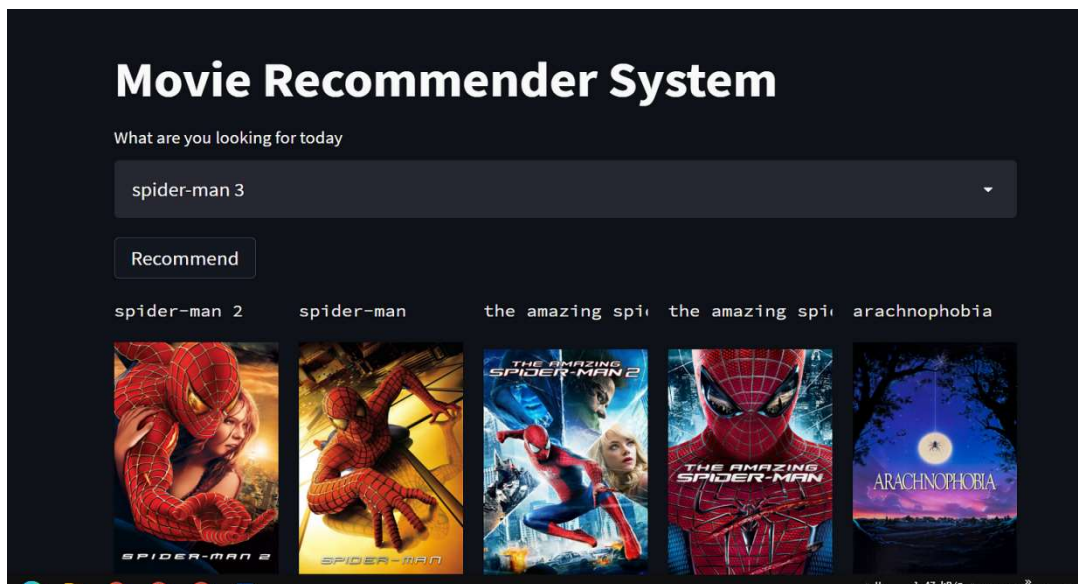 Movie Recommender System
What are you looking for today
spider-man 3
Recommend
spider-man 2
spider-man
the amazing spi
the amazing spi
arachnophobia
SPIDER-MAN 2
SPIDER-MAN
THE AMAZING
SPIDER-MAN 2
THE AMAZING
SPIDER-MAN
ARACHNOPHOBIA